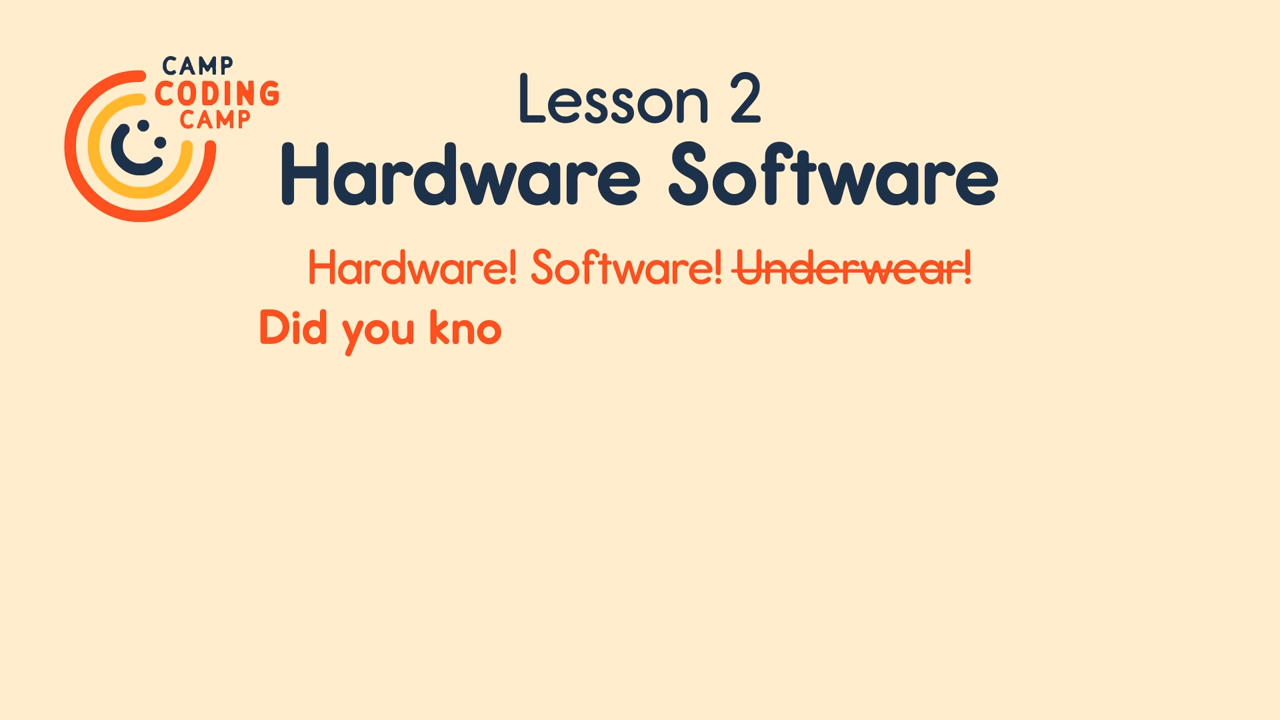 CAMP
CODING
CAMP
Lesson 2
Hardware Software
Hardware! Software! Underwear!
Did you kno